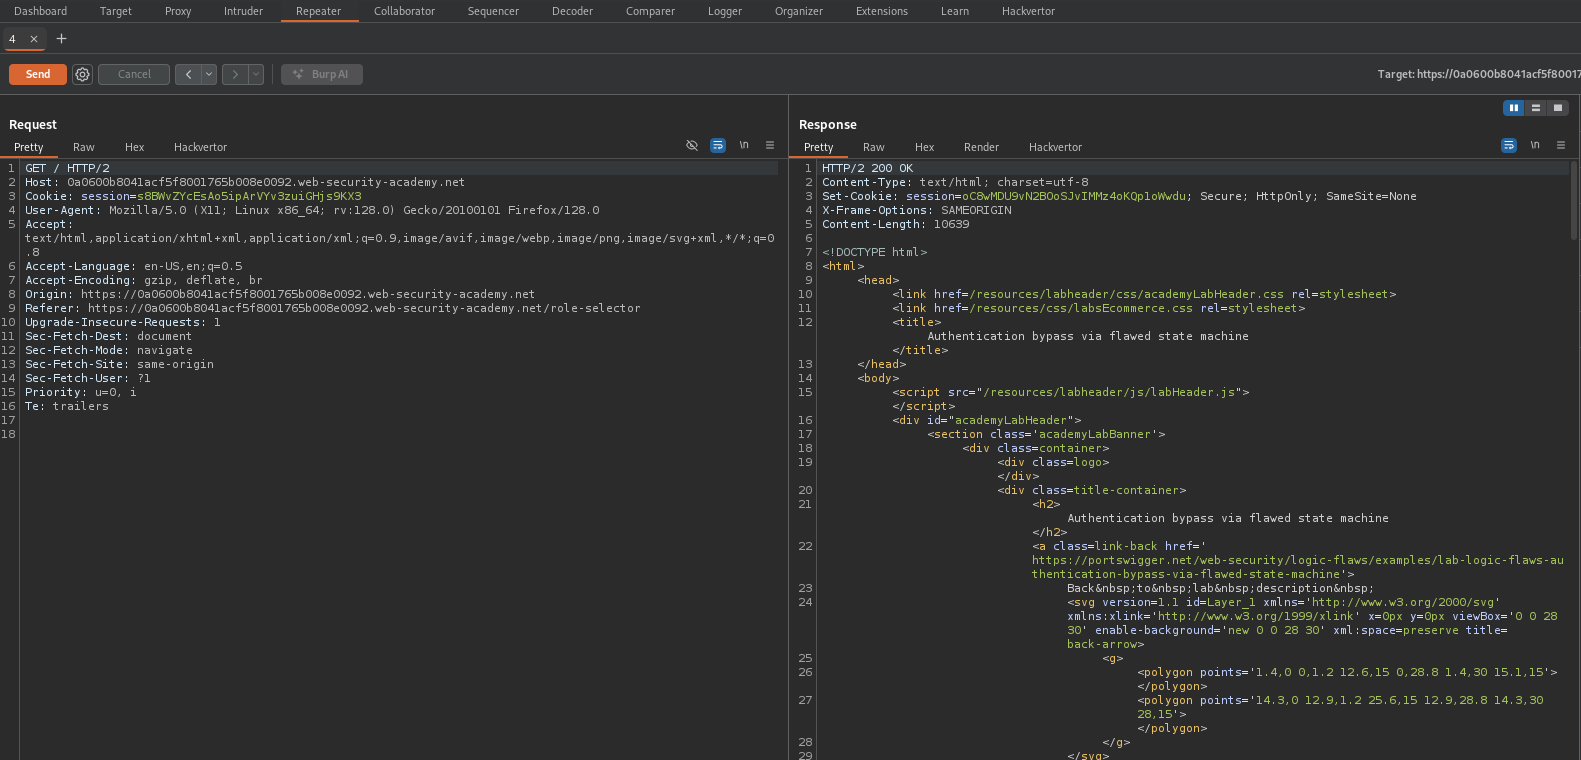 Dashboard Target Proxy Intruder Repeater Collaborator Sequencer Decoder Comparer Logger Organizer Extensions Learn Hackvertor
4 × +
Send Cancel < > Burp AI Target: https://0a0600b8041acf5f80017
Request
Pretty Raw Hex Hackvertor \n
1 GET / HTTP/2
2 Host: 0a0600b8041acf5f8001765b008e0092.web-security-academy.net
3 Cookie: session=s8BWvZYcEsAo5ipArVYv3zuiGHjs9KX3
4 User-Agent: Mozilla/5.0 (X11; Linux x86_64; rv:128.0) Gecko/20100101 Firefox/128.0
5 Accept:
text/html,application/xhtml+xml,application/xml;q=0.9,image/avif,image/webp,image/png,image/svg+xml,*/*;q=0
.8
6 Accept-Language: en-US,en;q=0.5
7 Accept-Encoding: gzip, deflate, br
8 Origin: https://0a0600b8041acf5f8001765b008e0092.web-security-academy.net
9 Referer: https://0a0600b8041acf5f8001765b008e0092.web-security-academy.net/role-selector
10 Upgrade-Insecure-Requests: 1
11 Sec-Fetch-Dest: document
12 Sec-Fetch-Mode: navigate
13 Sec-Fetch-Site: same-origin
14 Sec-Fetch-User: ?1
15 Priority: u=0, i
16 Te: trailers
17
18
Response
Pretty Raw Hex Render Hackvertor \n
1 HTTP/2 200 OK
2 Content-Type: text/html; charset=utf-8
3 Set-Cookie: session=oC8wMDU9vN2BOoSJvIMMz4oKQp1oWwdu; Secure; HttpOnly; SameSite=None
4 X-Frame-Options: SAMEORIGIN
5 Content-Length: 10639
6
7 <!DOCTYPE html>
8 <html>
9 <head>
10 <link href=/resources/labheader/css/academyLabHeader.css rel=stylesheet>
11 <link href=/resources/css/labsEcommerce.css rel=stylesheet>
12 <title>
Authentication bypass via flawed state machine
</title>
13 </head>
14 <body>
15 <script src="/resources/labheader/js/labHeader.js">
</script>
16 <div id="academyLabHeader">
17 <section class='academyLabBanner'>
18 <div class=container>
19 <div class=logo>
</div>
20 <div class=title-container>
21 <h2>
Authentication bypass via flawed state machine
</h2>
22 <a class=link-back href='
https://portswigger.net/web-security/logic-flaws/examples/lab-logic-flaws-au
thentication-bypass-via-flawed-state-machine'>
23 Back&nbsp;to&nbsp;lab&nbsp;description&nbsp;
24 <svg version=1.1 id=Layer_1 xmlns='http://www.w3.org/2000/svg'
xmlns:xlink='http://www.w3.org/1999/xlink' x=0px y=0px viewBox='0 0 28
30' enable-background='new 0 0 28 30' xml:space=preserve title=
back-arrow>
25 <g>
26 <polygon points='1.4,0 0,1.2 12.6,15 0,28.8 1.4,30 15.1,15'>
</polygon>
27 <polygon points='14.3,0 12.9,1.2 25.6,15 12.9,28.8 14.3,30
28,15'>
</polygon>
28 </g>
29 </svg>